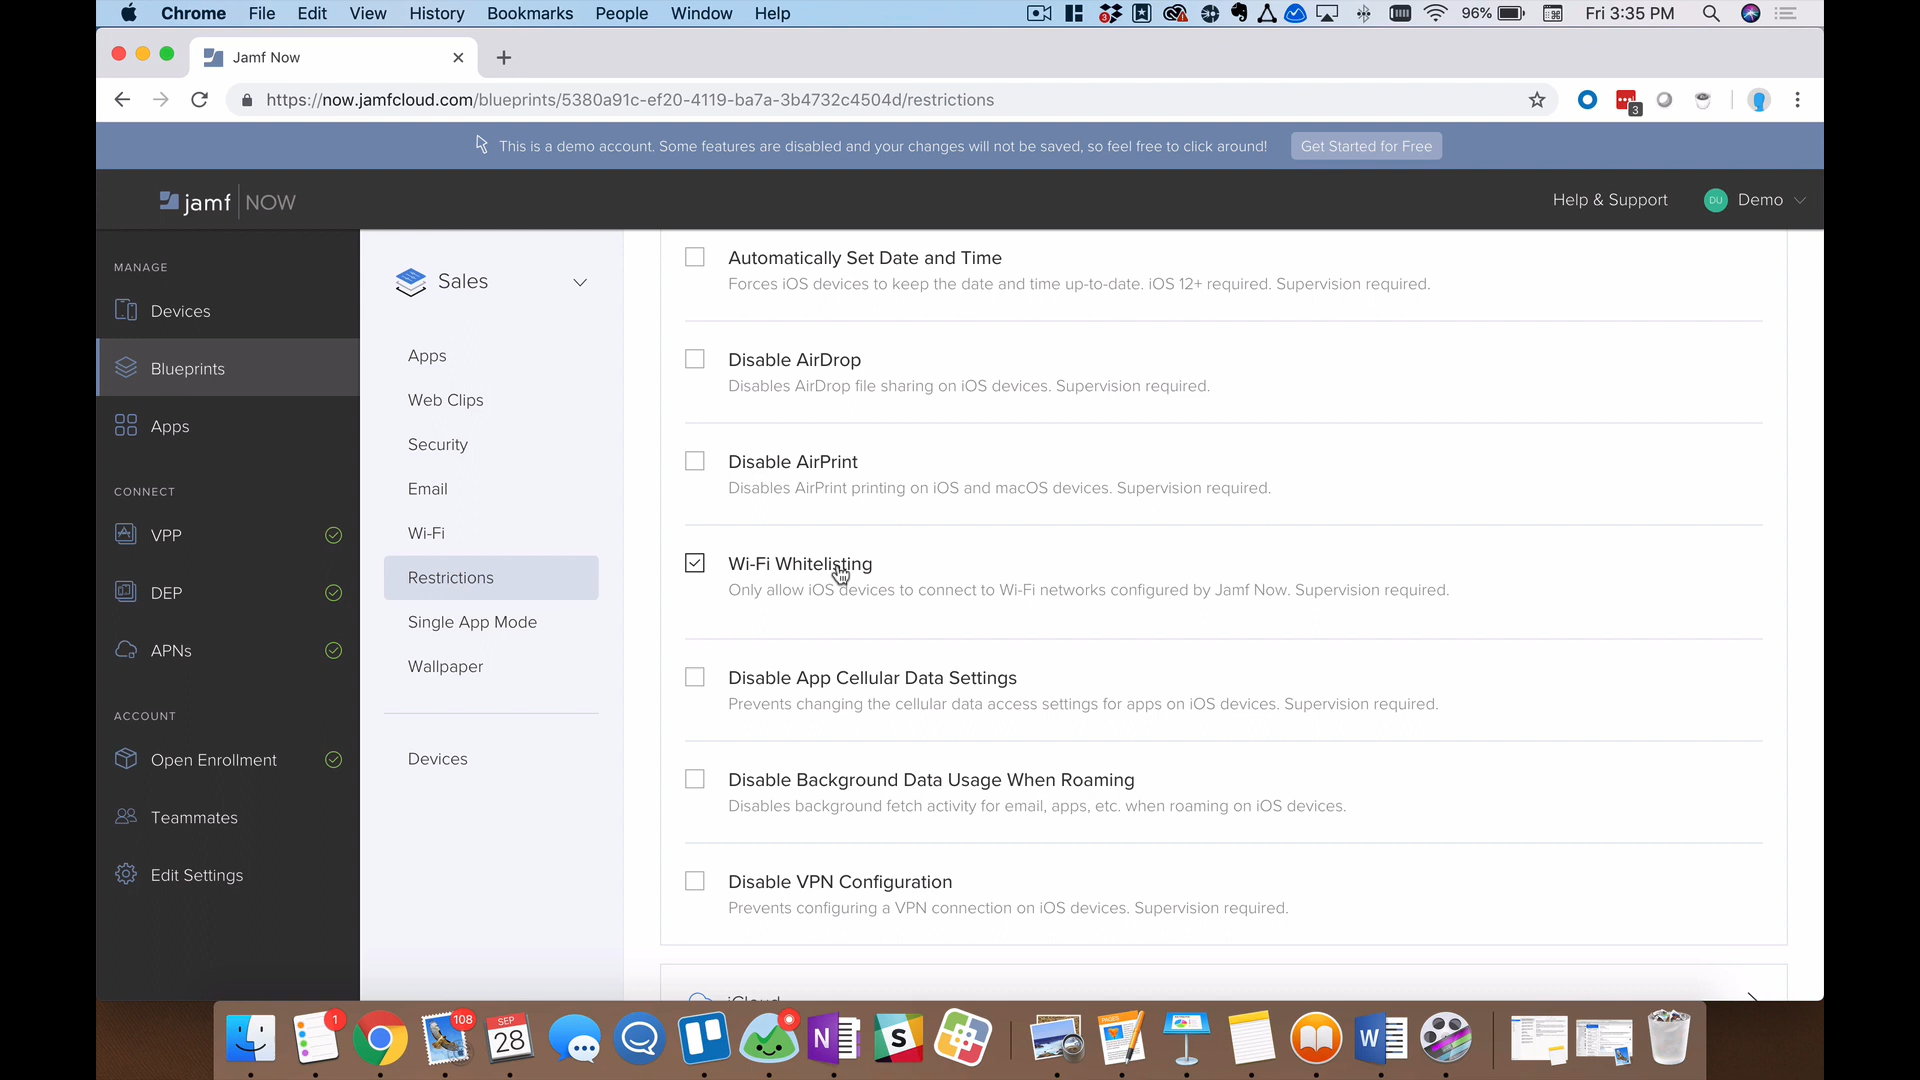 Chrome File Edit View History Bookmarks People Window Help
3
96% Fri 3:35 PM
Jamf Now
https://now.jamfcloud.com/blueprints/5380a91c-ef20-4119-ba7a-3b4732c4504d/restrictions
3
This is a demo account. Some features are disabled and your changes will not be saved, so feel free to click around! Get Started for Free
jamf NOW
Help & Support DU Demo
MANAGE
Devices
Blueprints
Apps
CONNECT
VPP
DEP
APNs
ACCOUNT
Open Enrollment
Teammates
Edit Settings
Sales
Apps
Web Clips
Security
Email
Wi-Fi
Restrictions
Single App Mode
Wallpaper
Devices
Automatically Set Date and Time
Forces iOS devices to keep the date and time up-to-date. iOS 12+ required. Supervision required.
Disable AirDrop
Disables AirDrop file sharing on iOS devices. Supervision required.
Disable AirPrint
Disables AirPrint printing on iOS and macOS devices. Supervision required.
Wi-Fi Whitelisting
Only allow iOS devices to connect to Wi-Fi networks configured by Jamf Now. Supervision required.
Disable App Cellular Data Settings
Prevents changing the cellular data access settings for apps on iOS devices. Supervision required.
Disable Background Data Usage When Roaming
Disables background fetch activity for email, apps, etc. when roaming on iOS devices.
Disable VPN Configuration
Prevents configuring a VPN connection on iOS devices. Supervision required.
iCloud
1
108
SEP
28
N
S
PAGES
W